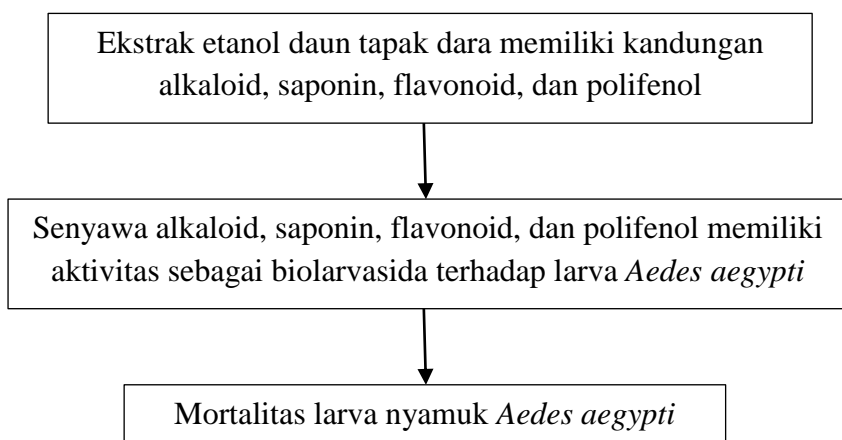 Ekstrak etanol daun tapak dara memiliki kandungan
alkaloid, saponin, flavonoid, dan polifenol
Senyawa alkaloid, saponin, flavonoid, dan polifenol memiliki
aktivitas sebagai biolarvasida terhadap larva Aedes aegypti
Mortalitas larva nyamuk Aedes aegypti